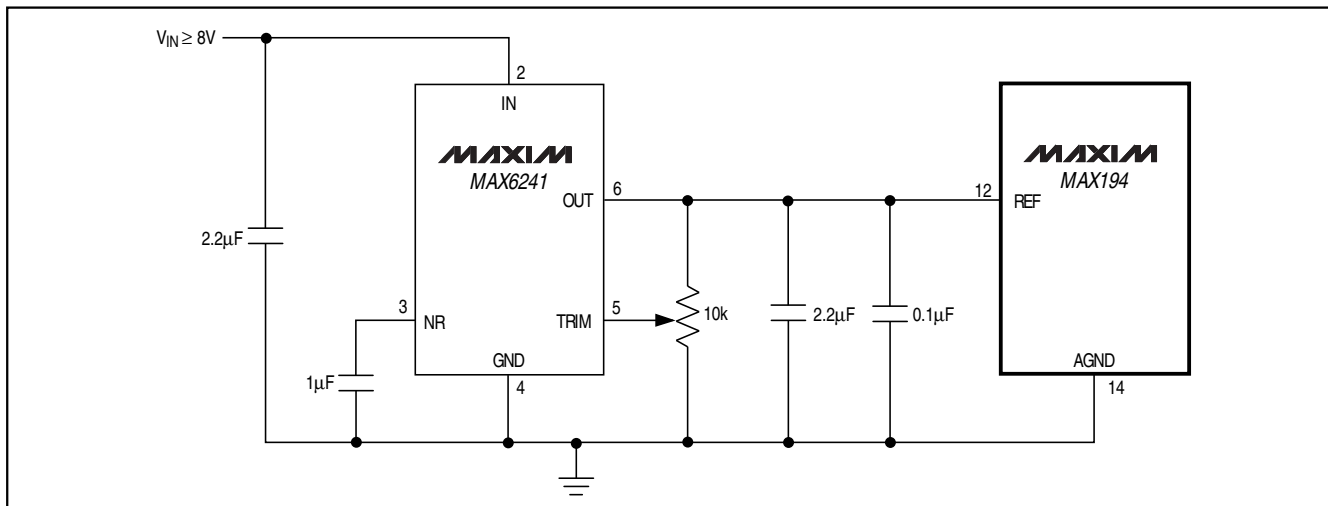 VIN ≥ 8V
2
IN
MAXIM
MAX6241
6
OUT
2.2μF
3
NR
5
TRIM
10k
2.2μF
0.1μF
GND
4
1μF
MAXIM
MAX194
12
REF
AGND
14